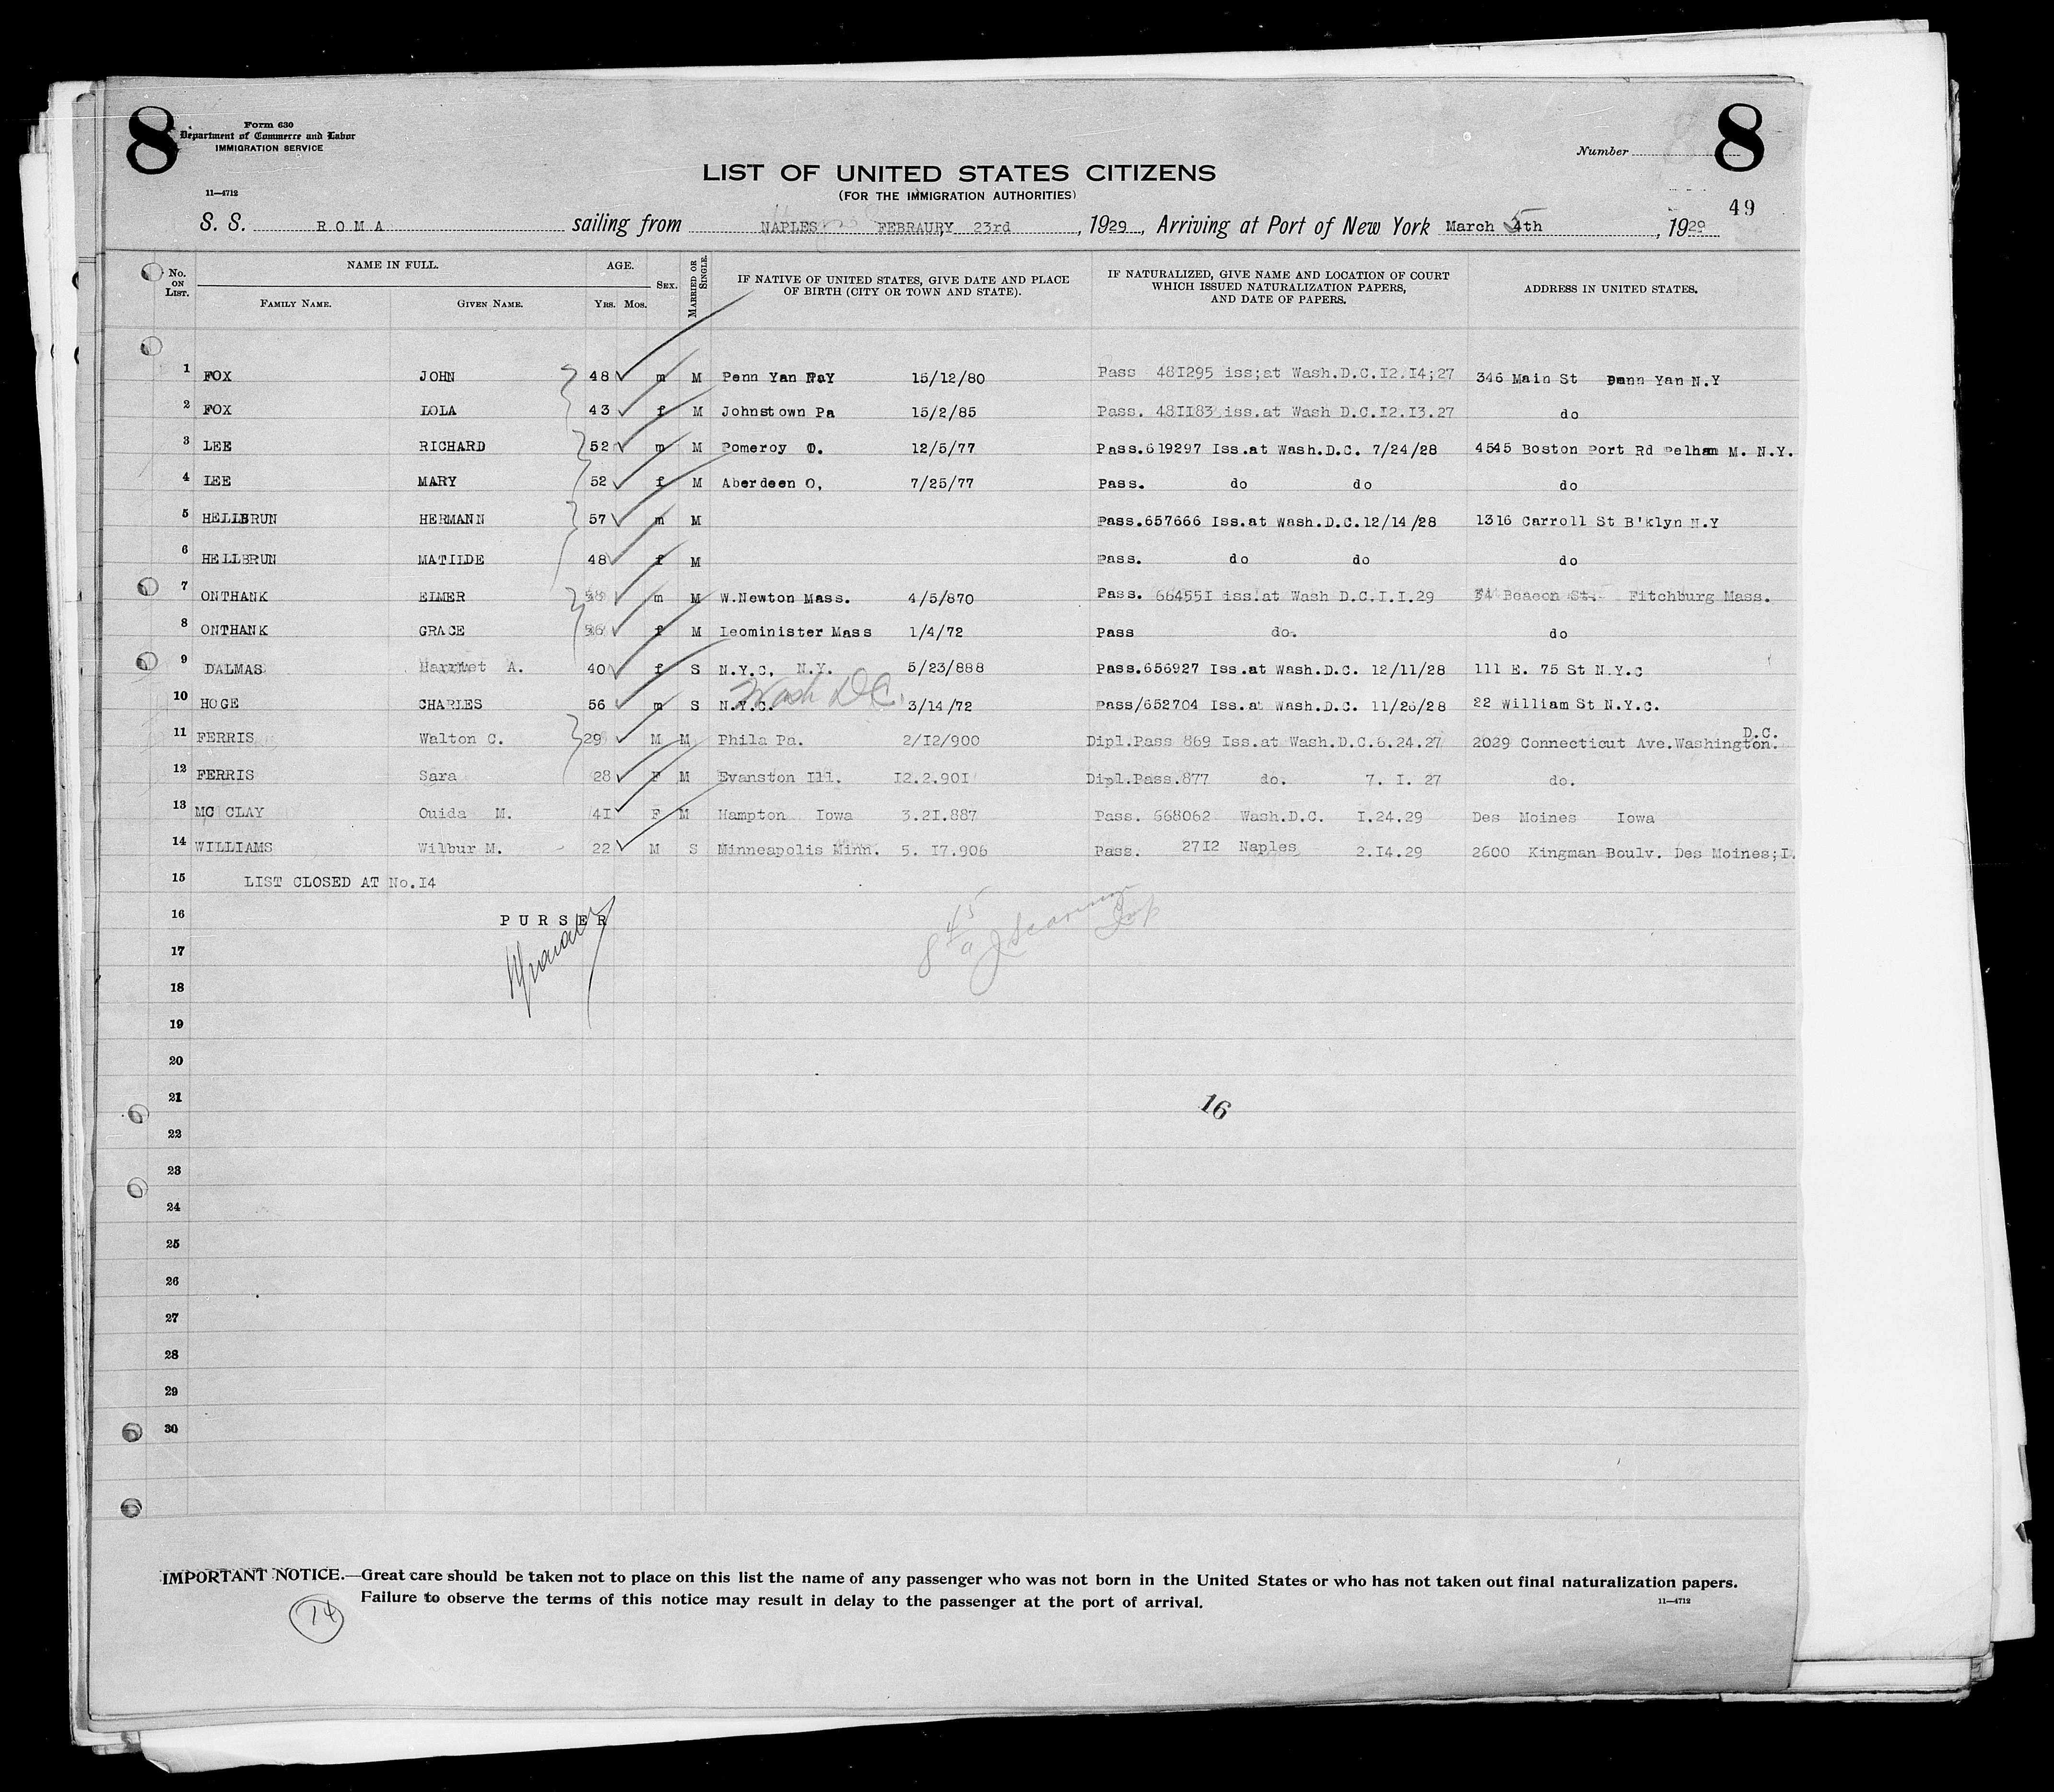 8
Form 630
Department of Commerce and Labor
IMMIGRATION SERVICE
11—4712
Number
8
LIST OF UNITED STATES CITIZENS
(FOR THE IMMIGRATION AUTHORITIES)
49
S. S. ROMA sailing from NAPLES FEBRAURY 23rd, 1929, Arriving at Port of New York March 5th, 1929
No. ON LIST.
NAME IN FULL.
FAMILY NAME.
GIVEN NAME.
AGE.
YRS. MOS.
SEX.
MARRIED OR SINGLE.
IF NATIVE OF UNITED STATES, GIVE DATE AND PLACE OF BIRTH (CITY OR TOWN AND STATE).
IF NATURALIZED, GIVE NAME AND LOCATION OF COURT WHICH ISSUED NATURALIZATION PAPERS, AND DATE OF PAPERS.
ADDRESS IN UNITED STATES.
1 FOX JOHN 48 m M Penn Yan N.Y 15/12/80 Pass 481295 iss;at Wash.D.C.12.14;27 346 Main St Penn Yan N.Y
2 FOX LOLA 43 f M Johnstown Pa 15/2/85 Pass. 481183 iss.at Wash D.C.12.13.27 do
3 LEE RICHARD 52 m M Pomeroy O. 12/5/77 Pass.619297 Iss.at Wash.D.C. 7/24/28 4545 Boston Port Rd Pelham M. N.Y.
4 LEE MARY 52 f M Aberdeen O, 7/25/77 Pass. do do do
5 HELLBRUN HERMANN 57 m M Pass.657666 Iss.at Wash.D.C.12/14/28 1316 Carroll St B'klyn N.Y
6 HELLBRUN MATILDE 48 f M Pass. do do do
7 ONTHANK ELMER m M W.Newton Mass. 4/5/870 Pass. 664551 iss.at Wash D.C.1.1.29 Beacon St. Fitchburg Mass.
8 ONTHANK GRACE 56 f M Leominister Mass 1/4/72 Pass do. do
9 DALMAS Harriet A. 40 f S N.Y.C, N.Y. 5/23/888 Pass.656927 Iss.at Wash.D.C. 12/11/28 111 E. 75 St N.Y.C
Wash D.C.
10 HOGE CHARLES 56 m S N.Y.C. 3/14/72 Pass/652704 Iss.at Wash.D.C. 11/26/28 22 William St N.Y.C.
11 FERRIS Walton C. 29 M M Phila Pa. 2/12/900 Dipl.Pass 869 Iss.at Wash.D.C.6.24.27 2029 Connecticut Ave.Washington. D.C.
12 FERRIS Sara 28 F M Evanston Ill. 12.2.901 Dipl.Pass.877 do. 7. 1. 27 do.
13 MC CLAY Ouida M. 41 F M Hampton Iowa 3.21.887 Pass. 668062 Wash.D.C. 1.24.29 Des Moines Iowa
14 WILLIAMS Wilbur M. 22 M S Minneapolis Minn. 5. 17.906 Pass. 2712 Naples 2.14.29 2600 Kingman Boulv. Des Moines;I.
15 LIST CLOSED AT No.14
16 PURSER
17
18
19
20
21
16
22
23
24
25
26
27
28
29
30
IMPORTANT NOTICE.—Great care should be taken not to place on this list the name of any passenger who was not born in the United States or who has not taken out final naturalization papers.
Failure to observe the terms of this notice may result in delay to the passenger at the port of arrival.
11—4712
14